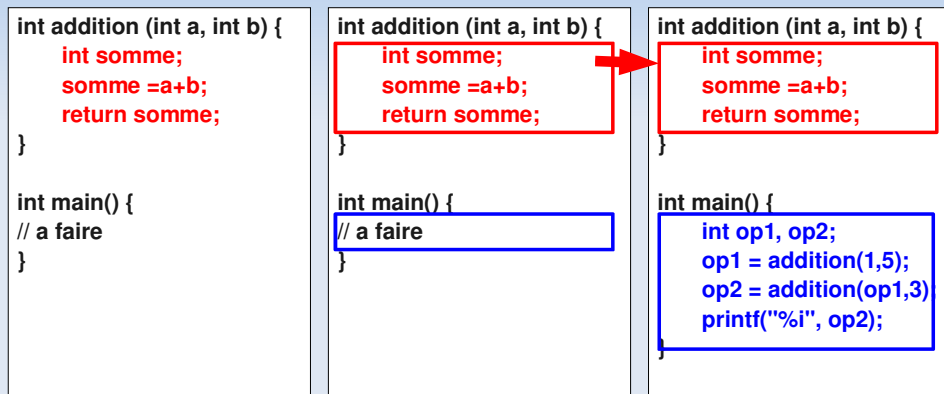 int addition (int a, int b) {
int somme;
somme =a+b;
return somme;
}
int main() {
// a faire
}
int addition (int a, int b) {
int somme;
somme =a+b;
return somme;
}
int main() {
// a faire
}
int addition (int a, int b) {
int somme;
somme =a+b;
return somme;
}
int main() {
int op1, op2;
op1 = addition(1,5);
op2 = addition(op1,3);
printf("%i", op2);
}